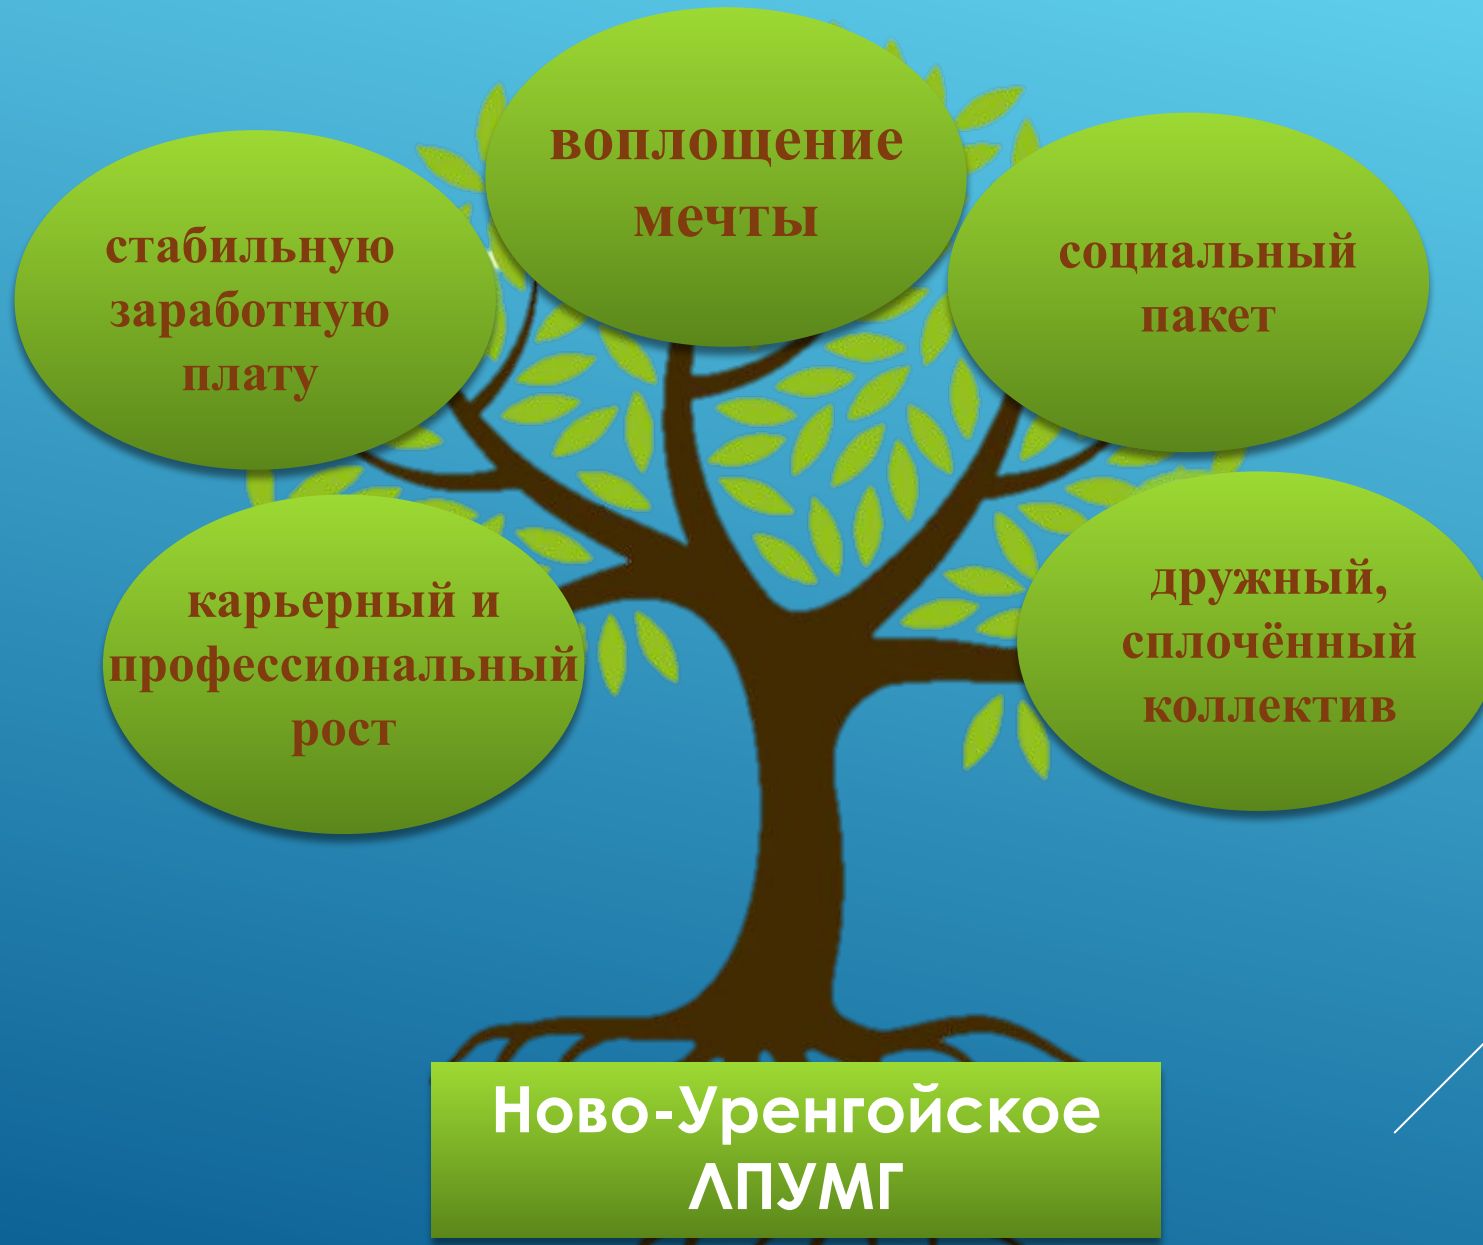 воплощение
мечты
стабильную
заработную
плату
социальный
пакет
карьерный и
профессиональный
рост
дружный,
сплочённый
коллектив
Ново-Уренгойское
ЛПУМГ